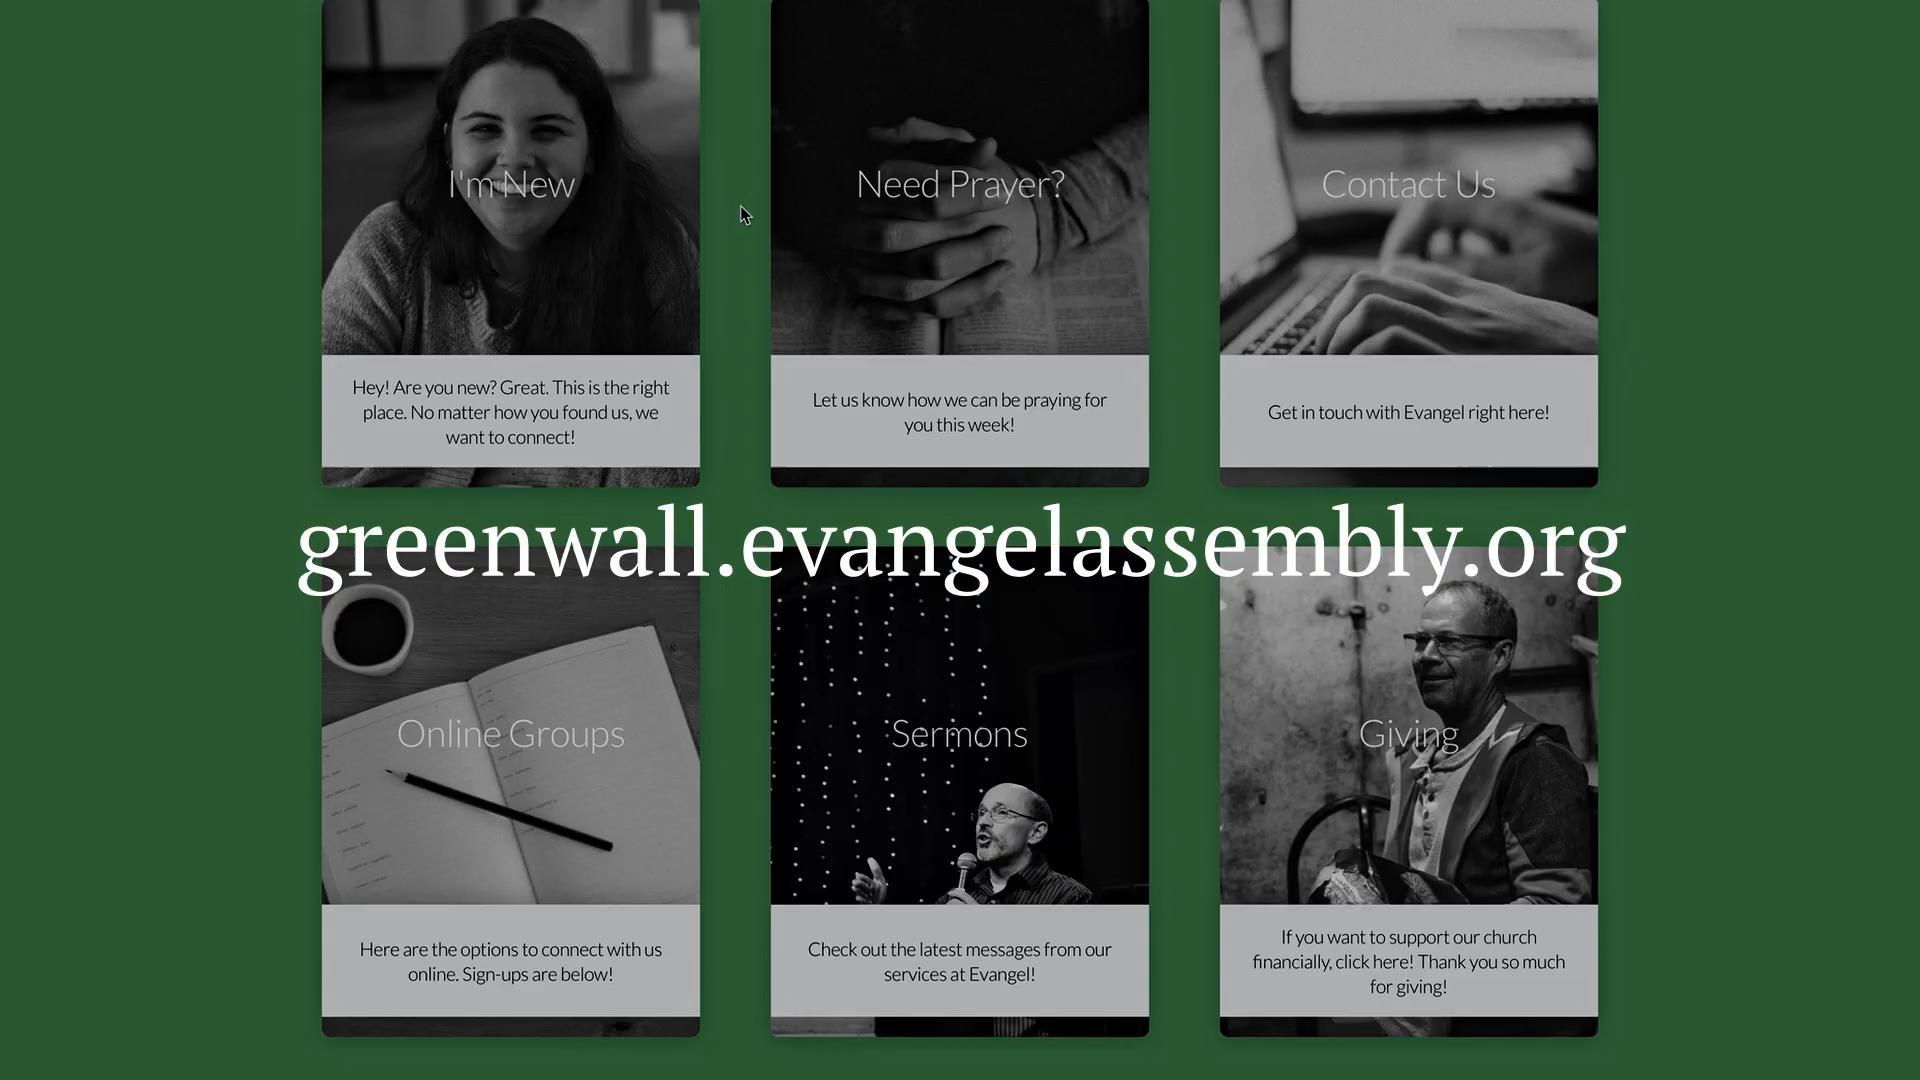 I'm New
Need Prayer?
Contact Us
Hey! Are you new? Great. This is the right
place. No matter how you found us, we
want to connect!
Let us know how we can be praying for
you this week!
Get in touch with Evangel right here!
greenwall.evangelassembly.org
Online Groups
Sermons
Giving
Here are the options to connect with us
online. Sign-ups are below!
Check out the latest messages from our
services at Evangel!
If you want to support our church
financially, click here! Thank you so much
for giving!